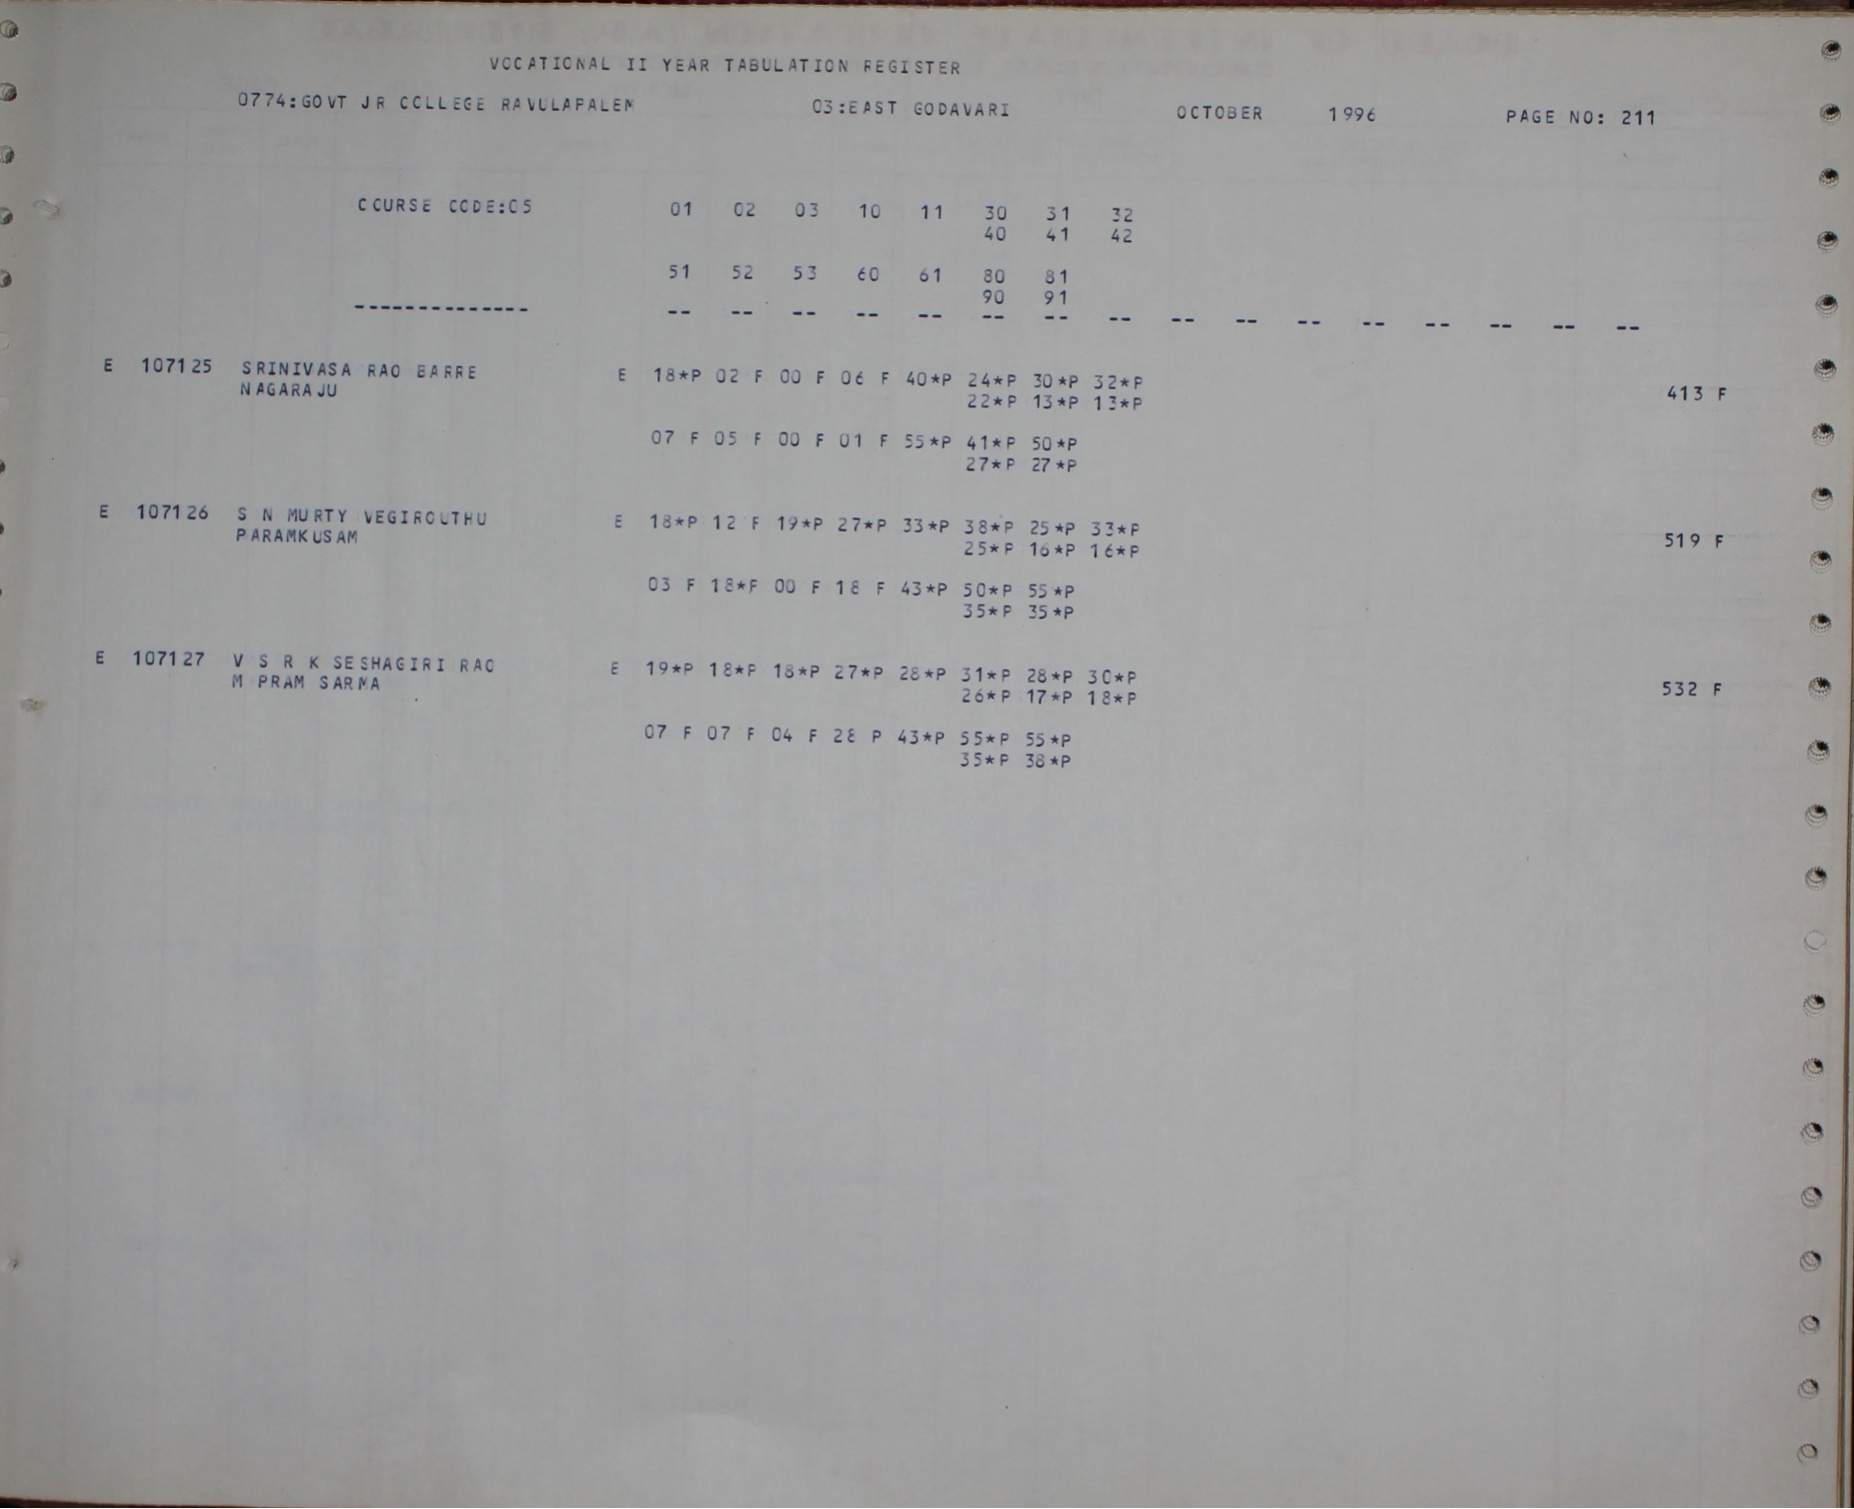 VOCATIONAL II YEAR TABULATION REGISTER
0774:GOVT JR COLLEGE RAVULAPALEM 03:EAST GODAVARI OCTOBER 1996 PAGE NO: 211
COURSE CODE:05 01 02 03 10 11 30 31 32
40 41 42
51 52 53 60 61 80 81
90 91
-------------- -- -- -- -- -- -- -- -- -- -- -- -- -- -- -- --
E 107125 SRINIVASA RAO BARRE E 18*P 02 F 00 F 06 F 40*P 24*P 30*P 32*P
NAGARAJU 22*P 13*P 13*P 413 F
07 F 05 F 00 F 01 F 55*P 41*P 50*P
27*P 27*P
E 107126 S N MURTY VEGIROUTHU E 18*P 12 F 19*P 27*P 33*P 38*P 25*P 33*P
PARAMKUSAM 25*P 16*P 16*P 519 F
03 F 18*P 00 F 18 F 43*P 50*P 55*P
35*P 35*P
E 107127 V S R K SESHAGIRI RAO E 19*P 18*P 18*P 27*P 28*P 31*P 28*P 30*P
M PRAM SARMA 26*P 17*P 18*P 532 F
07 F 07 F 04 F 28 P 43*P 55*P 55*P
35*P 38*P